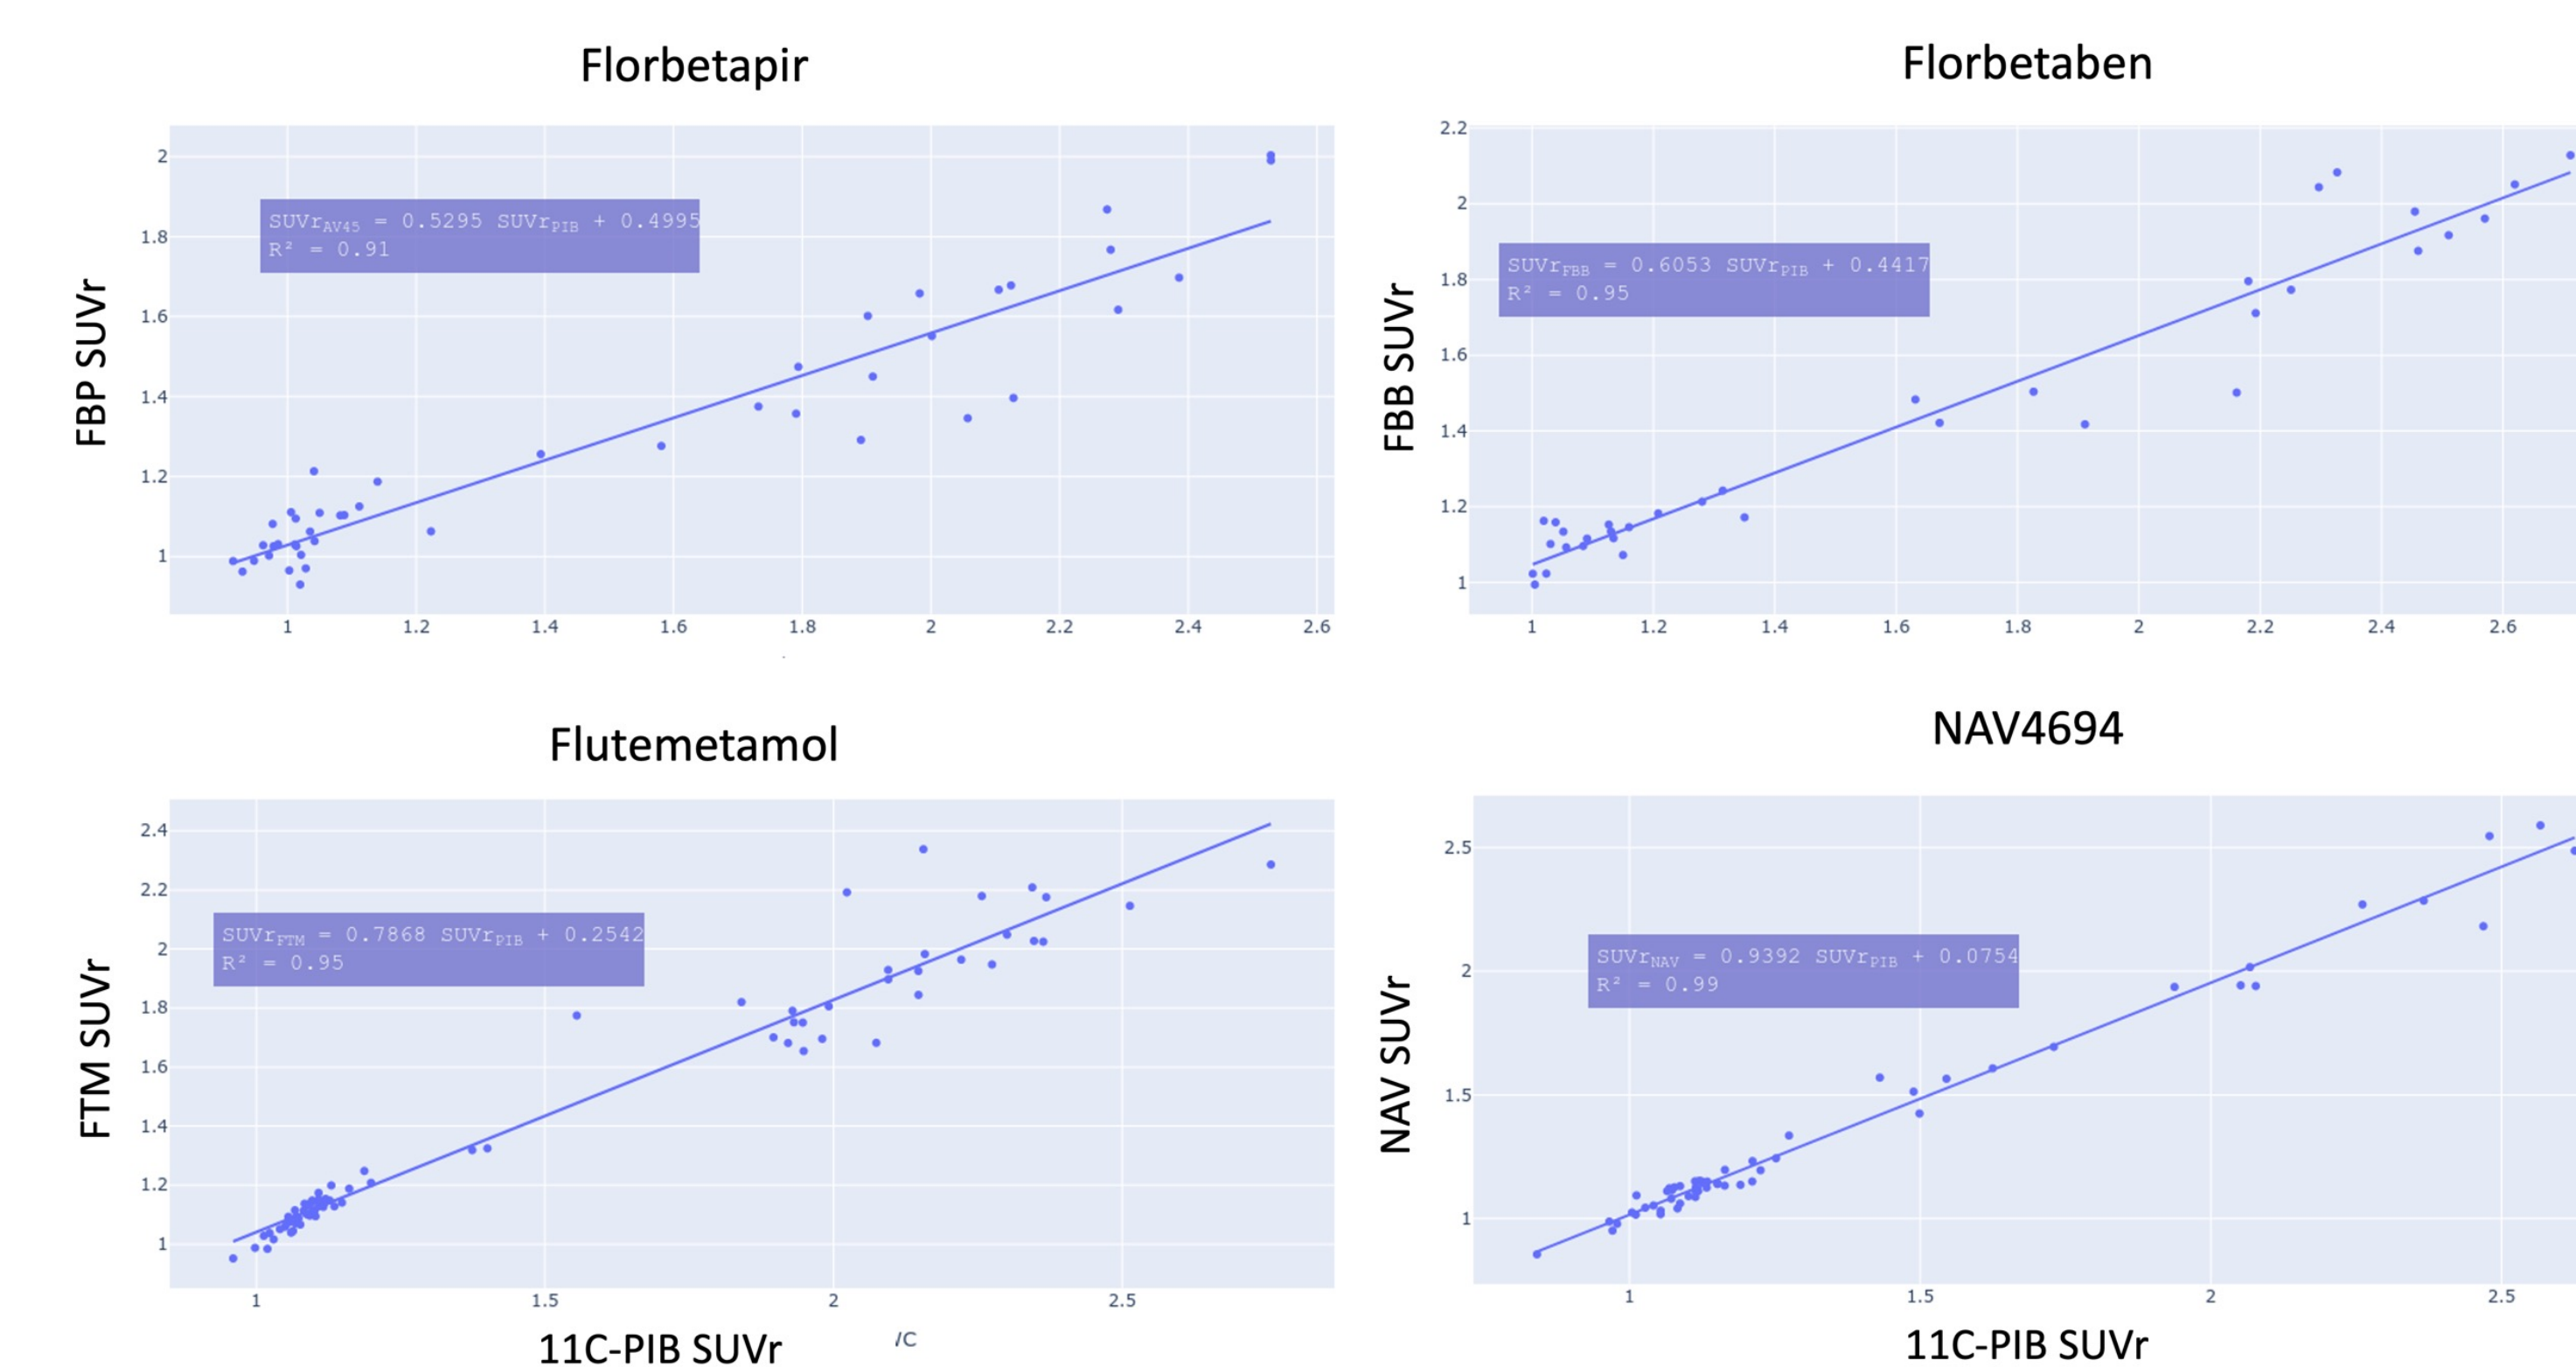 Florbetapir
FBP SUVr
2
1.8
1.6
1.4
1.2
1
SUVrAV45 = 0.5295 SUVrPIB + 0.4995
R² = 0.91
1 1.2 1.4 1.6 1.8 2 2.2 2.4 2.6
Florbetaben
FBB SUVr
2.2
2
1.8
1.6
1.4
1.2
1
SUVrFBB = 0.6053 SUVrPIB + 0.4417
R² = 0.95
1 1.2 1.4 1.6 1.8 2 2.2 2.4 2.6
Flutemetamol
FTM SUVr
2.4
2.2
2
1.8
1.6
1.4
1.2
1
SUVrFTM = 0.7868 SUVrPIB + 0.2542
R² = 0.95
1 1.5 2 2.5
11C-PIB SUVr
NAV4694
NAV SUVr
2.5
2
1.5
1
SUVrNAV = 0.9392 SUVrPIB + 0.0754
R² = 0.99
1 1.5 2 2.5
11C-PIB SUVr